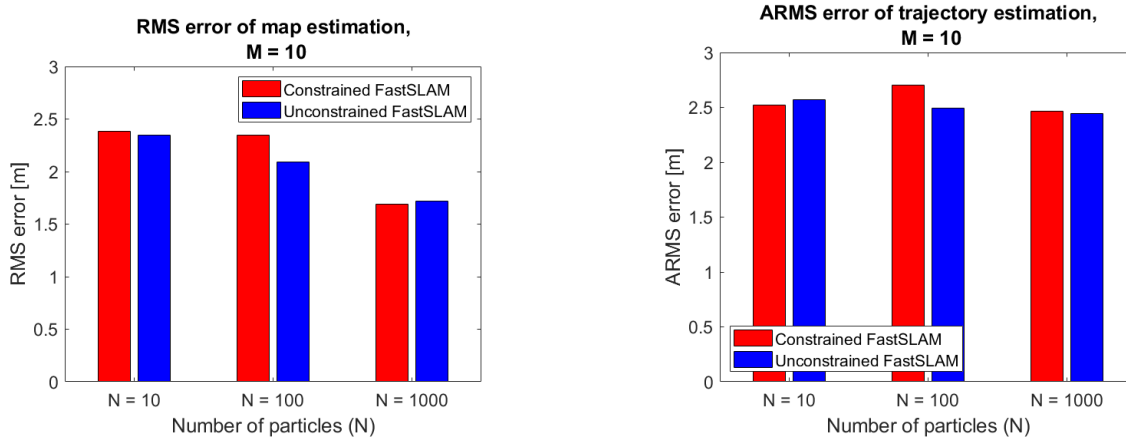 RMS error of map estimation,
M = 10
3
2.5
2
1.5
1
0.5
0
RMS error [m]
Constrained FastSLAM
Unconstrained FastSLAM
N = 10
N = 100
N = 1000
Number of particles (N)
ARMS error of trajectory estimation,
M = 10
3
2.5
2
1.5
1
0.5
0
ARMS error [m]
Constrained FastSLAM
Unconstrained FastSLAM
N = 10
N = 100
N = 1000
Number of particles (N)